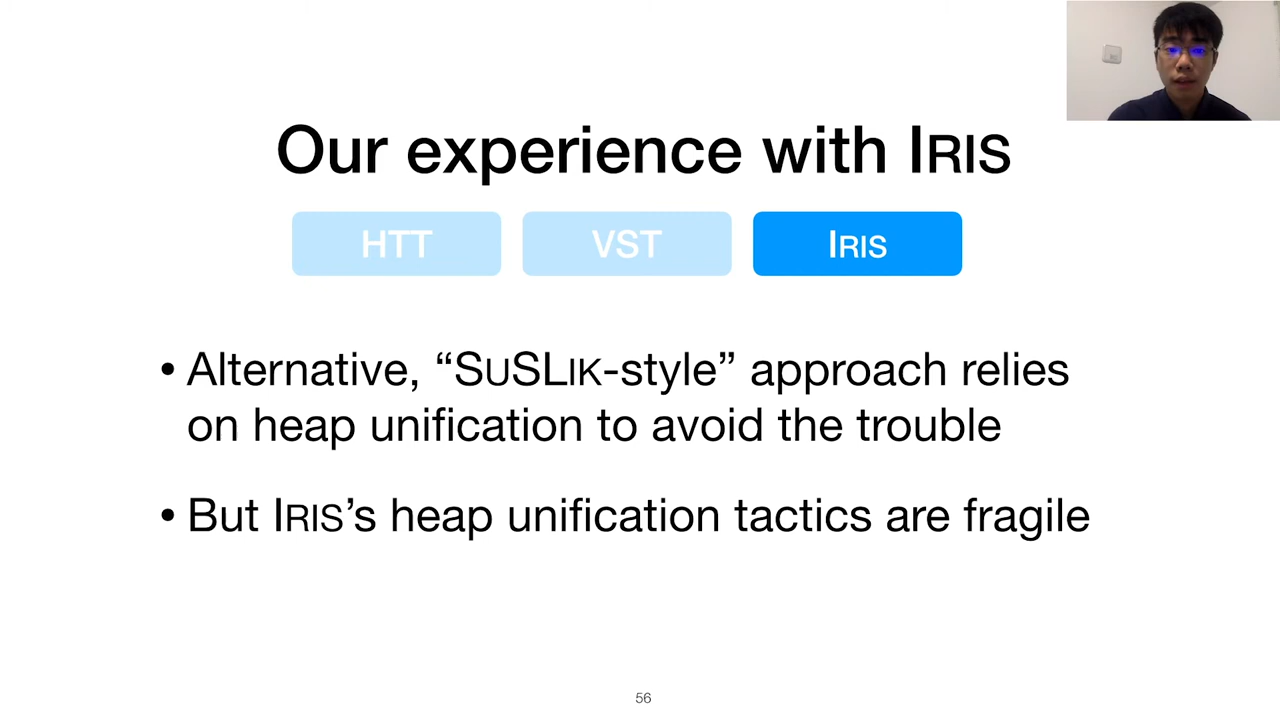 Our experience with IRIS
HTT VST IRIS
• Alternative, “SUSLIK-style” approach relies
on heap unification to avoid the trouble
• But IRIS’s heap unification tactics are fragile
56